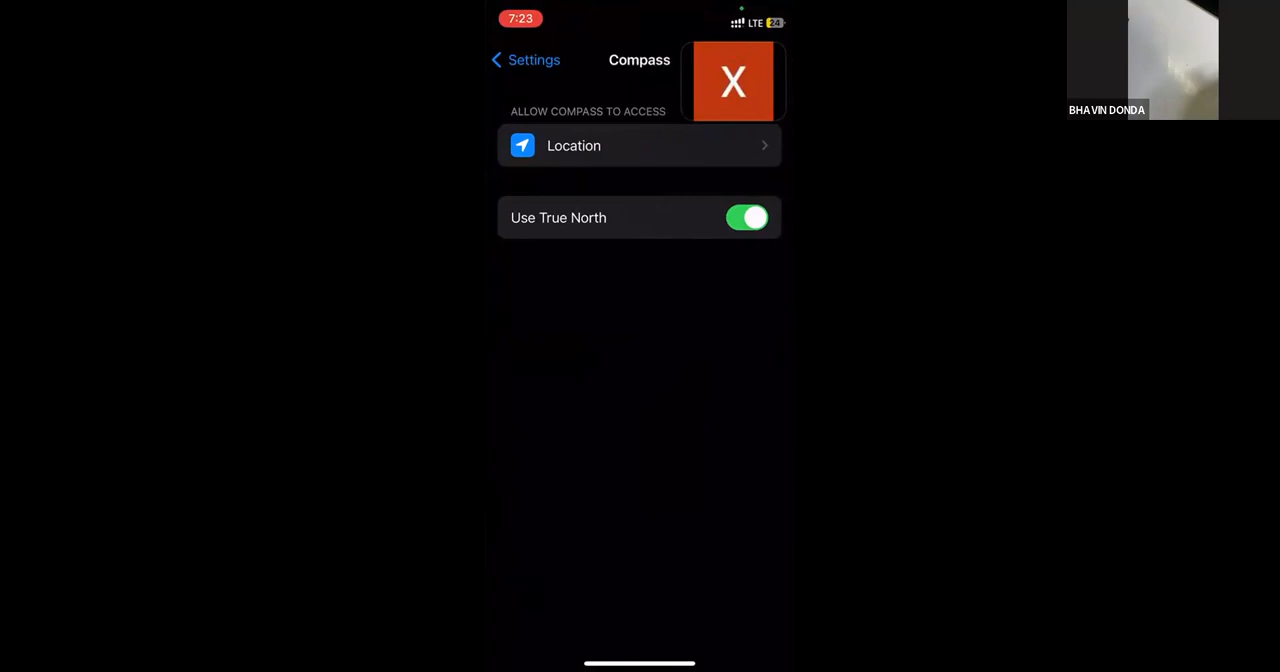 7:23
LTE 24
Settings
Compass
X
ALLOW COMPASS TO ACCESS
Location
Use True North
BHAVIN DONDA